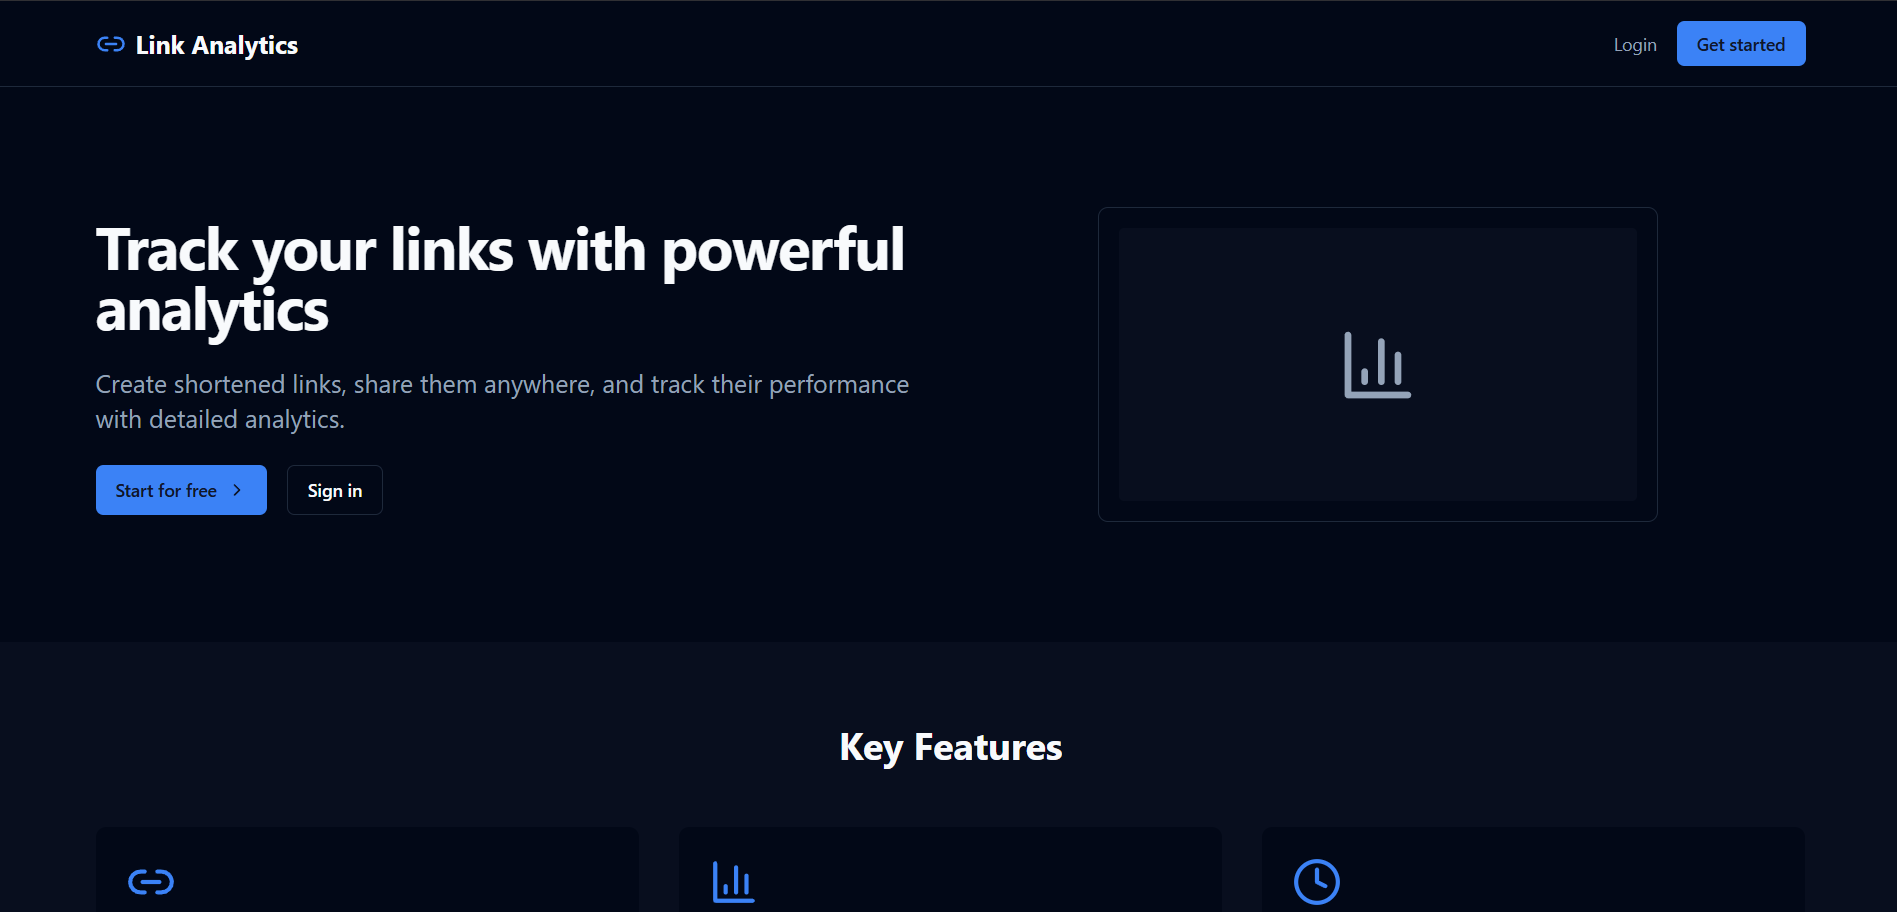 Link Analytics
Login
Get started
Track your links with powerful
analytics
Create shortened links, share them anywhere, and track their performance
with detailed analytics.
Start for free
Sign in
Key Features